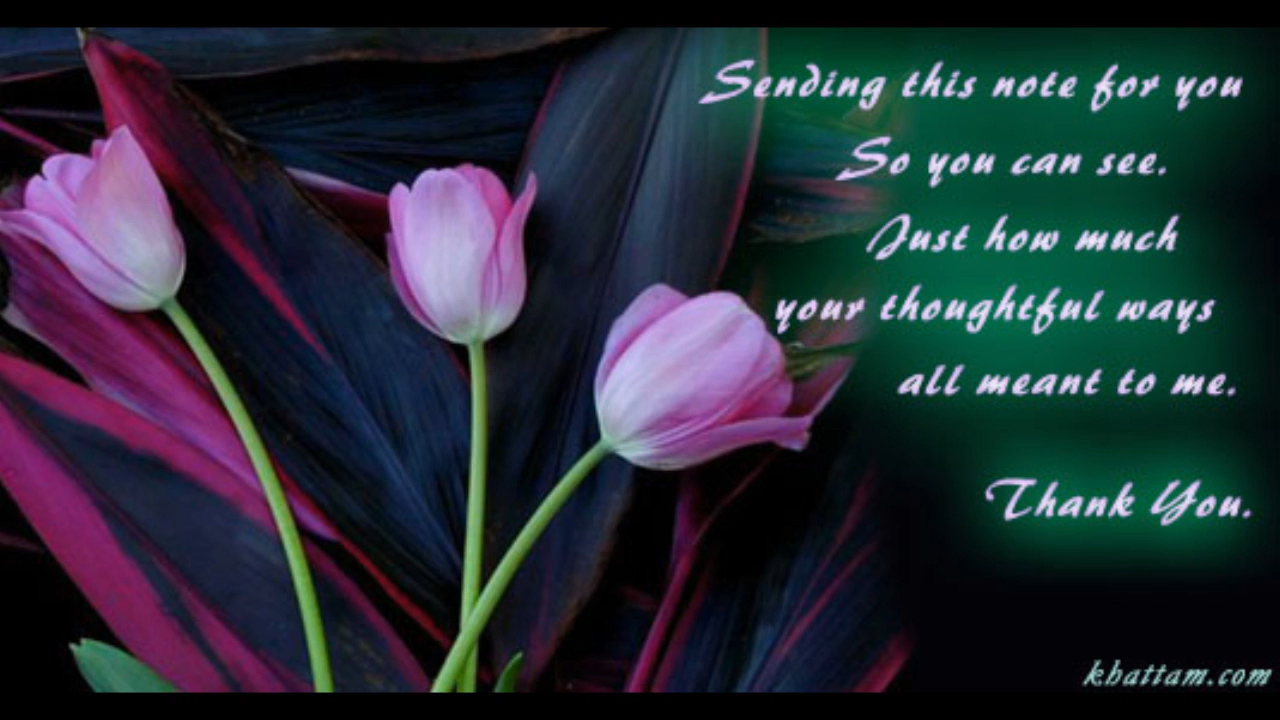 Sending this note for you
So you can see.
Just how much
your thoughtful ways
all meant to me.
Thank You.
khattam.com